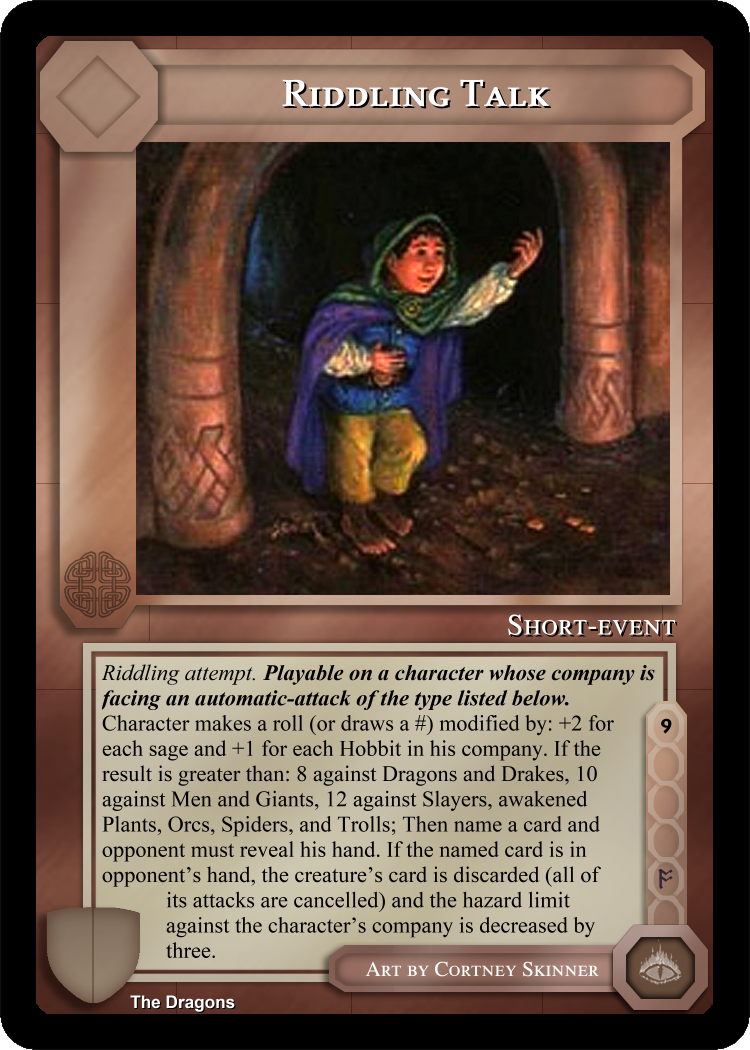 Riddling Talk
Short-event
Riddling attempt. Playable on a character whose company is
facing an automatic-attack of the type listed below.
Character makes a roll (or draws a #) modified by: +2 for
each sage and +1 for each Hobbit in his company. If the
result is greater than: 8 against Dragons and Drakes, 10
against Men and Giants, 12 against Slayers, awakened
Plants, Orcs, Spiders, and Trolls; Then name a card and
opponent must reveal his hand. If the named card is in
opponent's hand, the creature's card is discarded (all of
its attacks are cancelled) and the hazard limit
against the character's company is decreased by
three.
9
Art by Cortney Skinner
The Dragons